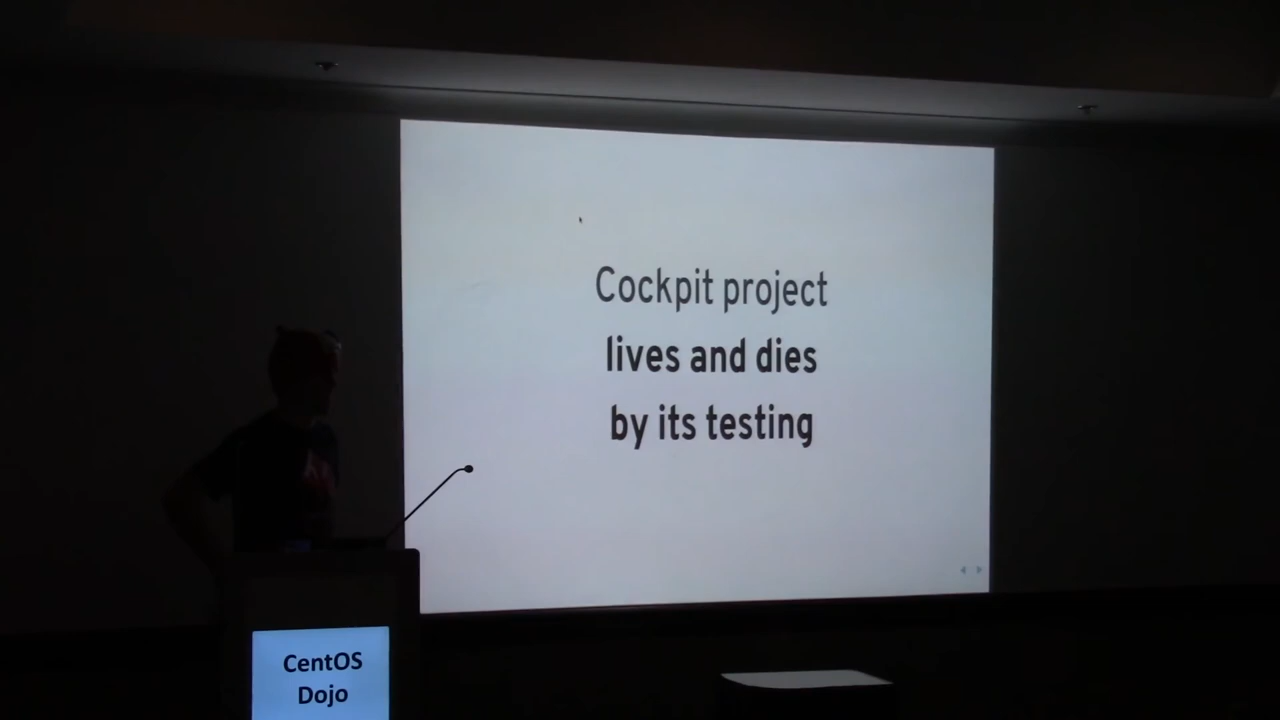 Cockpit project
lives and dies
by its testing
CentOS
Dojo